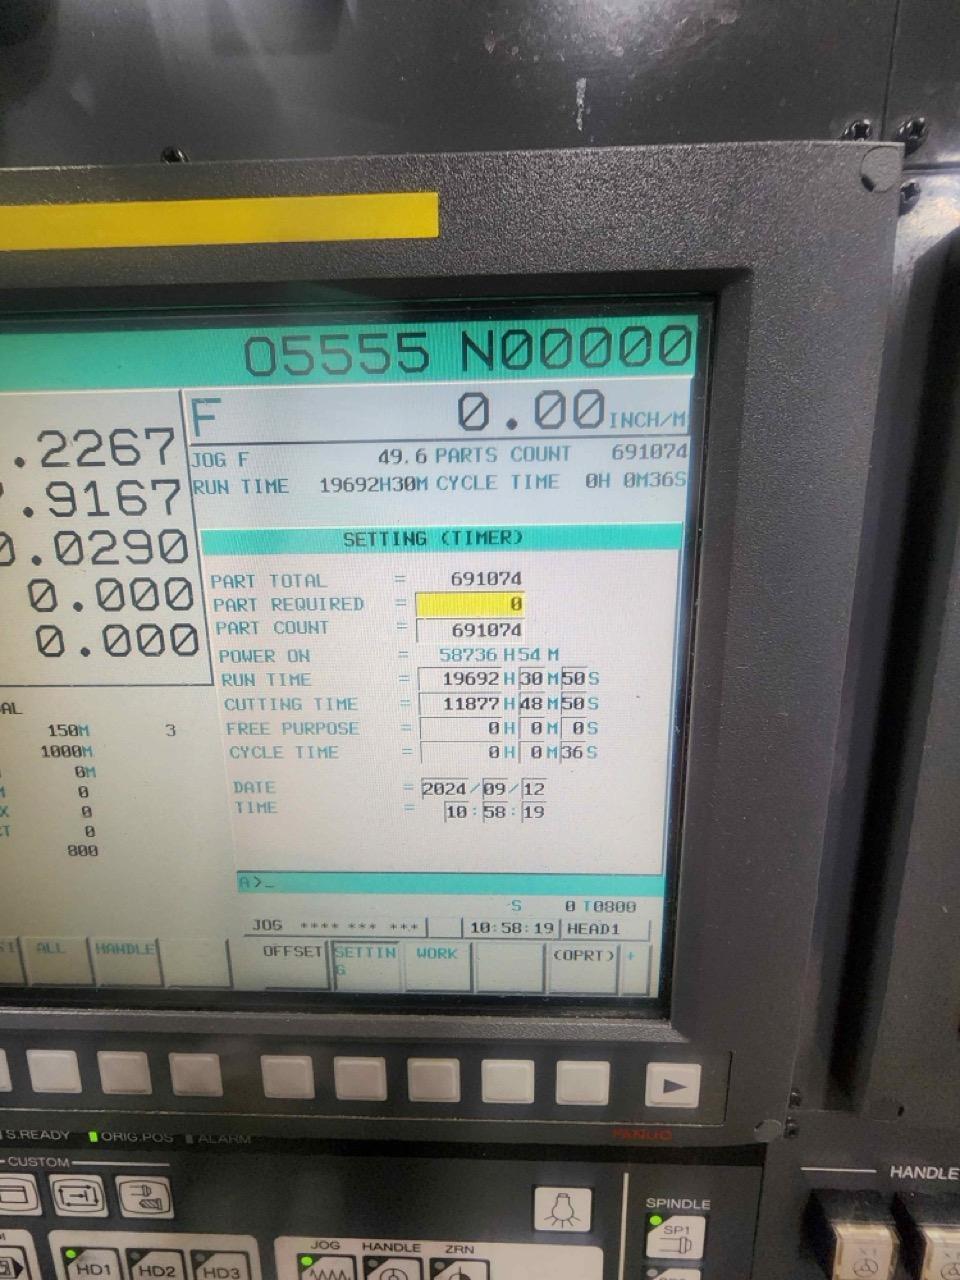 O5555 N00000
F 0.00 INCH/M
.2267
.9167
0.0290
0.000
0.000
JOG F 49.6 PARTS COUNT 691074
RUN TIME 19692H30M CYCLE TIME 0H 0M36S
SETTING (TIMER)
PART TOTAL = 691074
PART REQUIRED = 0
PART COUNT = 691074
POWER ON = 58736 H 54 M
RUN TIME = 19692 H 30 M 50 S
CUTTING TIME = 11877 H 48 M 50 S
FREE PURPOSE = 0 H 0 M 0 S
CYCLE TIME = 0 H 0 M 36 S
DATE = 2024/09/12
TIME = 10:58:19
AL
150M 3
1000M
0M
M 0
X 0
CT 0
800
A>_
S 0 T0800
JOG **** *** *** 10:58:19 HEAD1
ALL HANDLE OFFSET SETTIN G WORK (OPRT) +
S.READY ORIG.POS ALARM
FANUC
CUSTOM
HANDLE
SPINDLE
SP1
JOG HANDLE ZRN
HD1 HD2 HD3
X1